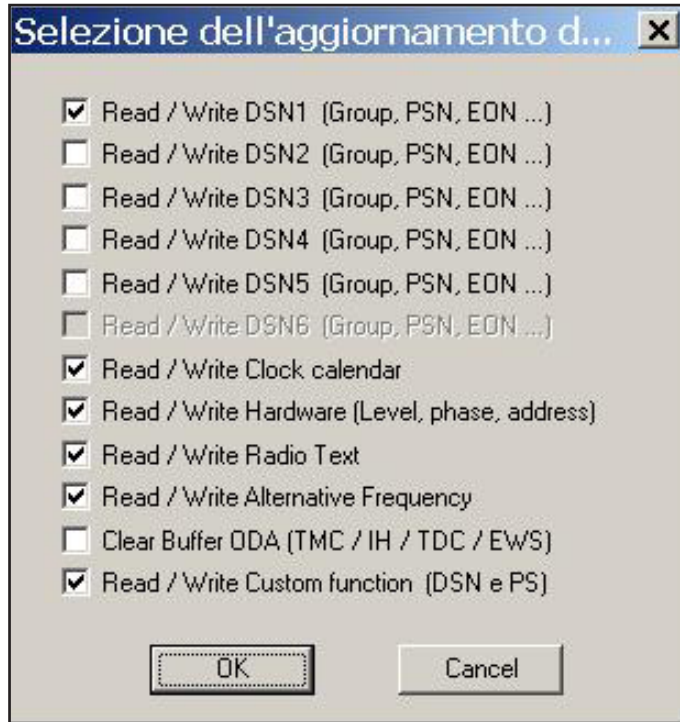 Selezione dell'aggiornamento d...
Read / Write DSN1 (Group, PSN, EON ...)
Read / Write DSN2 (Group, PSN, EON ...)
Read / Write DSN3 (Group, PSN, EON ...)
Read / Write DSN4 (Group, PSN, EON ...)
Read / Write DSN5 (Group, PSN, EON ...)
Read / Write DSN6 (Group, PSN, EON ...)
Read / Write Clock calendar
Read / Write Hardware (Level, phase, address)
Read / Write Radio Text
Read / Write Alternative Frequency
Clear Buffer ODA (TMC / IH / TDC / EWS)
Read / Write Custom function (DSN e PS)
OK Cancel